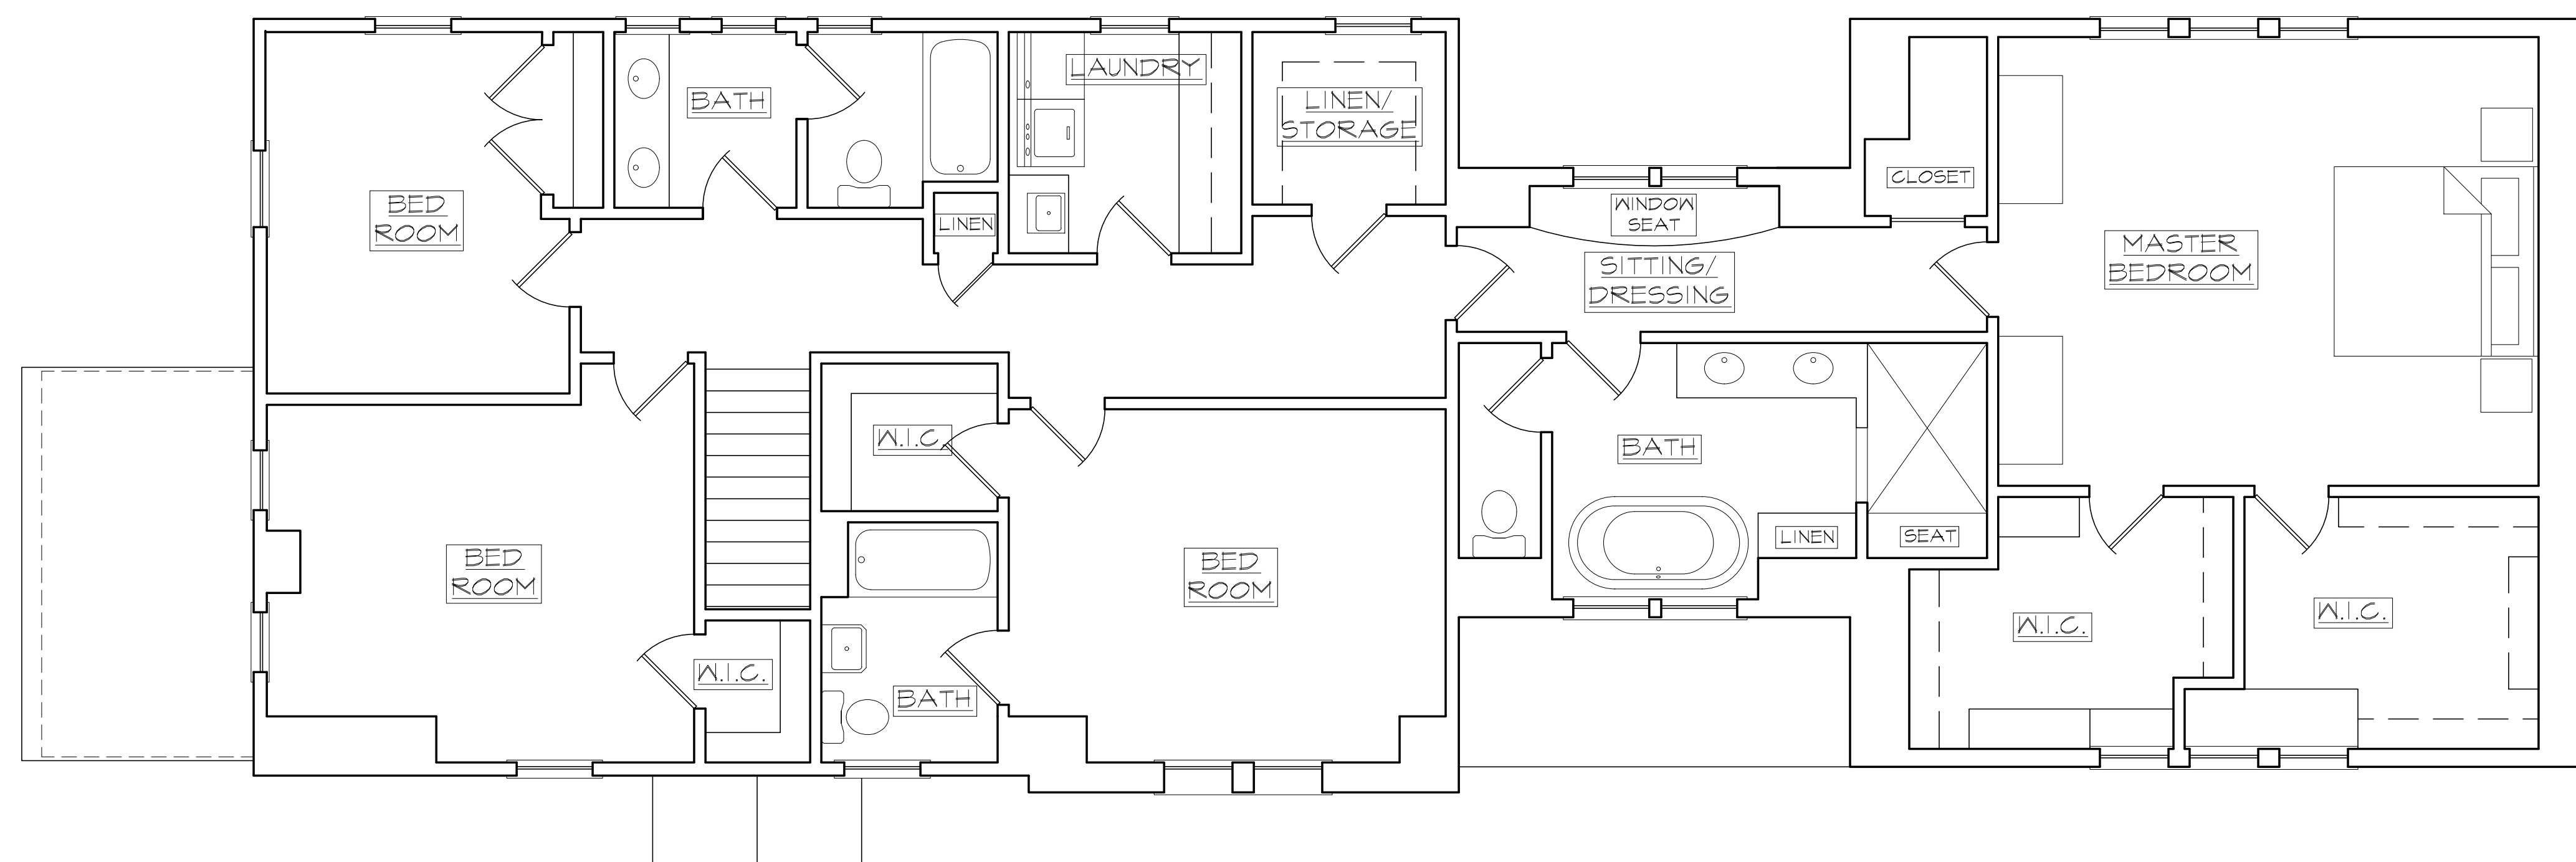 BED
ROOM
BATH
LAUNDRY
LINEN/
STORAGE
LINEN
WINDOW
SEAT
SITTING/
DRESSING
CLOSET
MASTER
BEDROOM
BED
ROOM
W.I.C.
W.I.C.
BATH
BED
ROOM
BATH
LINEN
SEAT
W.I.C.
W.I.C.